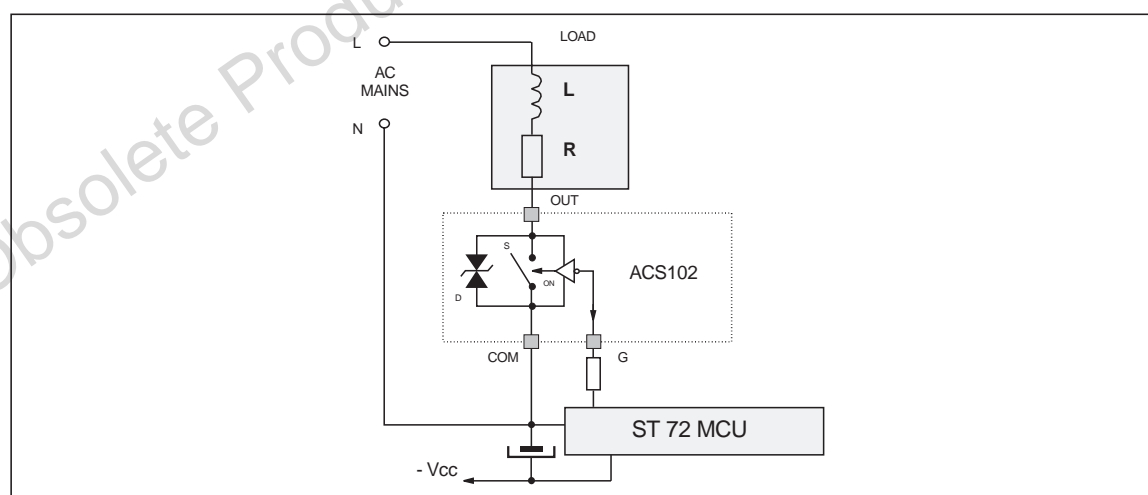 Obsolete Produ
L
LOAD
AC
MAINS
L
N
R
OUT
S
ACS102
ON
D
COM
G
ST 72 MCU
- Vcc